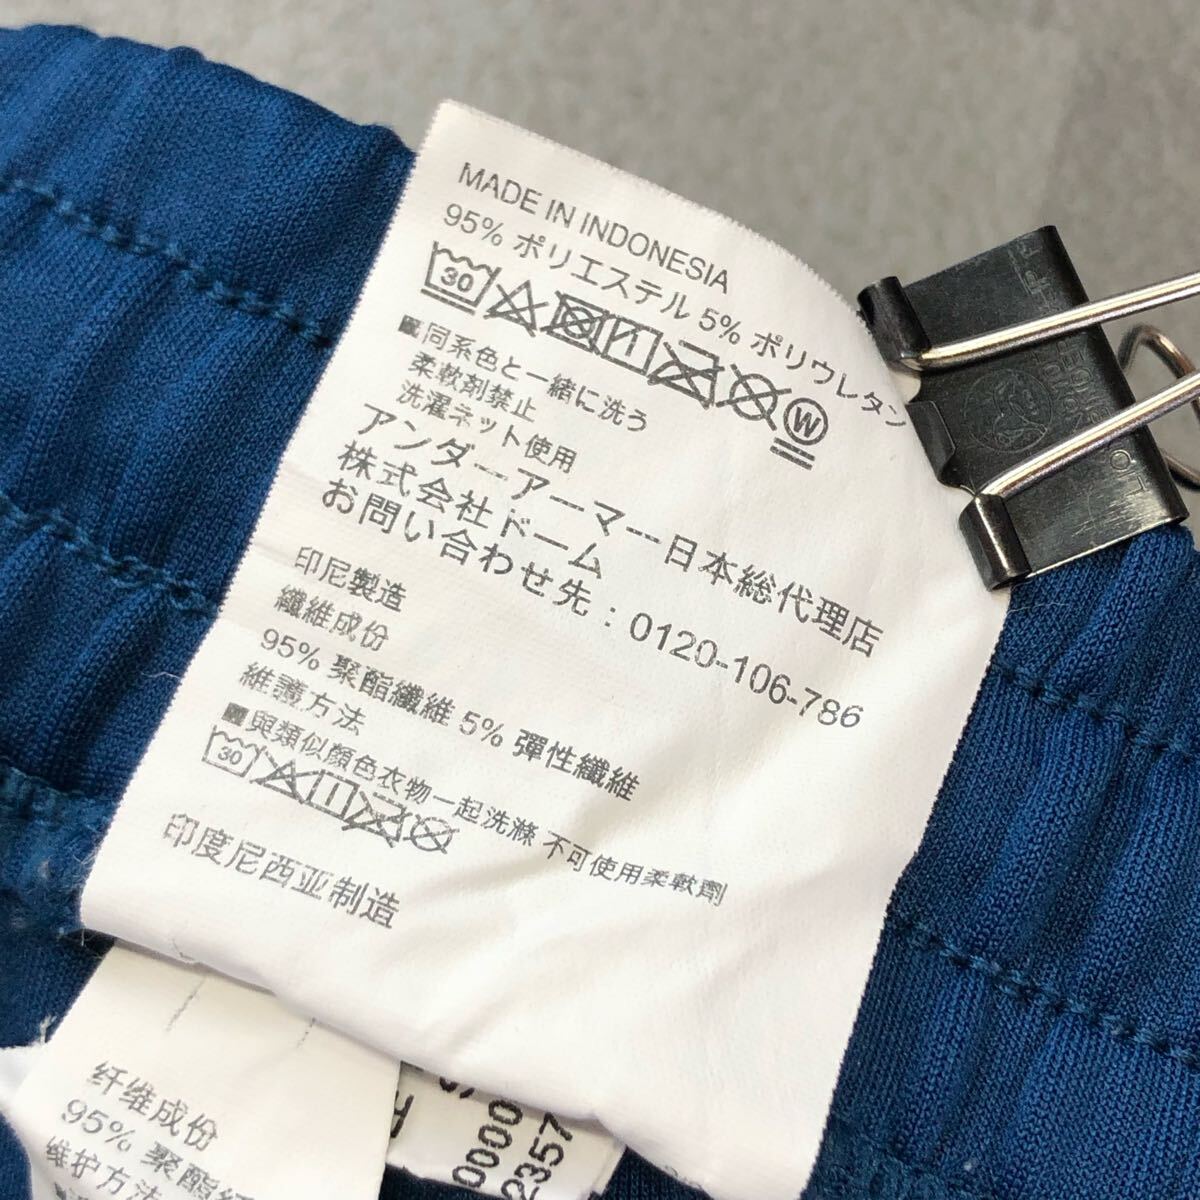 MADE IN INDONESIA
95% ポリエステル 5% ポリウレタン
30
W
■同系色と一緒に洗う
柔軟剤禁止
洗濯ネット使用
アンダーアーマー日本総代理店
株式会社ドーム
お問い合わせ先：0120-106-786
印尼製造
纖維成份
95% 聚酯纖維 5% 彈性纖維
維護方法
■與類似顏色衣物一起洗滌 不可使用柔軟劑
30
印度尼西亚制造
纤维成份
95% 聚酯纤
维护方法
0000
2357